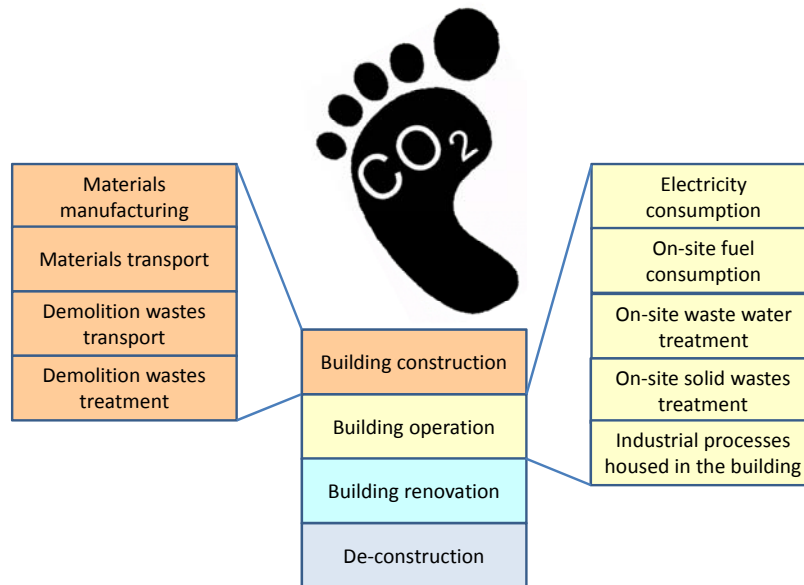 CO2
Materials
manufacturing
Materials transport
Demolition wastes
transport
Demolition wastes
treatment
Building construction
Building operation
Building renovation
De-construction
Electricity
consumption
On-site fuel
consumption
On-site waste water
treatment
On-site solid wastes
treatment
Industrial processes
housed in the building